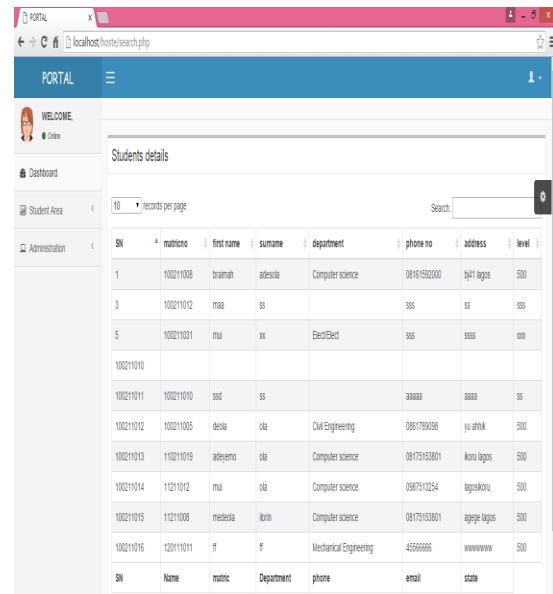 PORTAL
localhost/hoste/search.php
PORTAL
WELCOME,
Online
Dashboard
Student Area
Administration
Students details
10 records per page Search:
SN matricno first name surname department phone no address level
1 100211008 braimah adesola Computer science 08161592000 bj41 lagos 500
3 100211012 maa ss sss ss sss
5 100211031 mui xx Elect/Elect sss ssss xxx
100211010
100211011 100211010 ssd ss aaaaa aaaa ss
100211012 100211005 deola ola Civil Engineering 0861789098 yu ahhik 500
100211013 110211019 adeyemo ola Computer science 08175153801 ikoru lagos 500
100211014 11211012 mui ola Computer science 0987513254 lagosikoru 500
100211015 11211008 medeola ilorin Computer science 08175153801 agege lagos 500
100211016 120111011 ff ff Mechanical Engineering 45566666 wwwwwww 500
SN Name matric Department phone email state